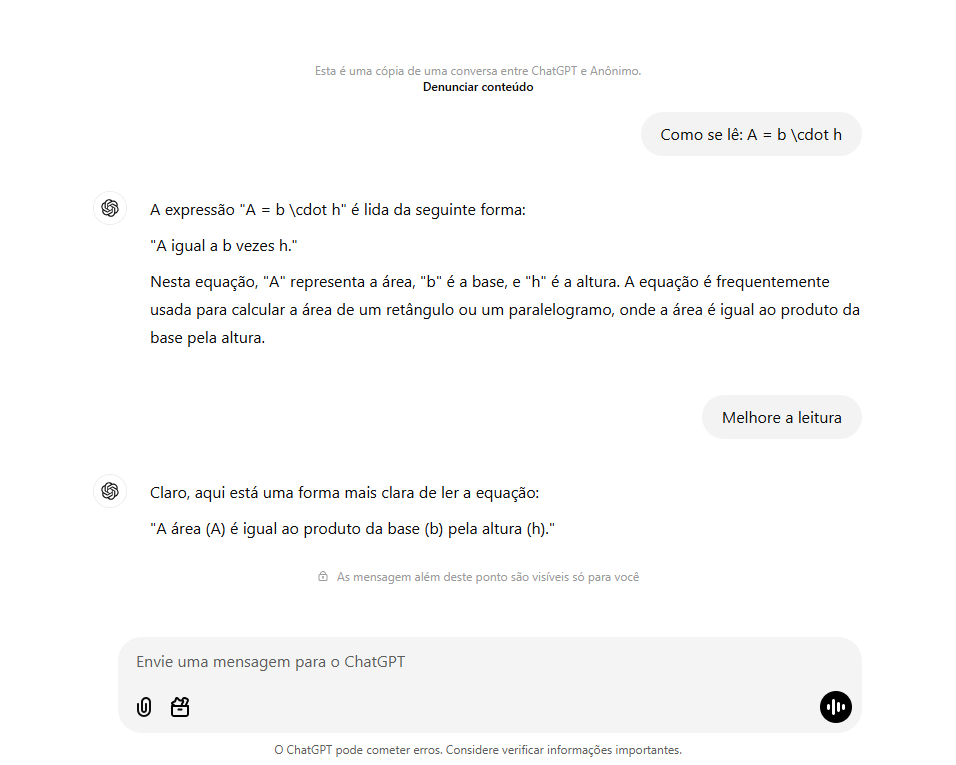 Esta é uma cópia de uma conversa entre ChatGPT e Anônimo.
Denunciar conteúdo
Como se lê: A = b \cdot h
A expressão "A = b \cdot h" é lida da seguinte forma:
"A igual a b vezes h."
Nesta equação, "A" representa a área, "b" é a base, e "h" é a altura. A equação é frequentemente
usada para calcular a área de um retângulo ou um paralelogramo, onde a área é igual ao produto da
base pela altura.
Melhore a leitura
Claro, aqui está uma forma mais clara de ler a equação:
"A área (A) é igual ao produto da base (b) pela altura (h)."
As mensagem além deste ponto são visíveis só para você
Envie uma mensagem para o ChatGPT
O ChatGPT pode cometer erros. Considere verificar informações importantes.